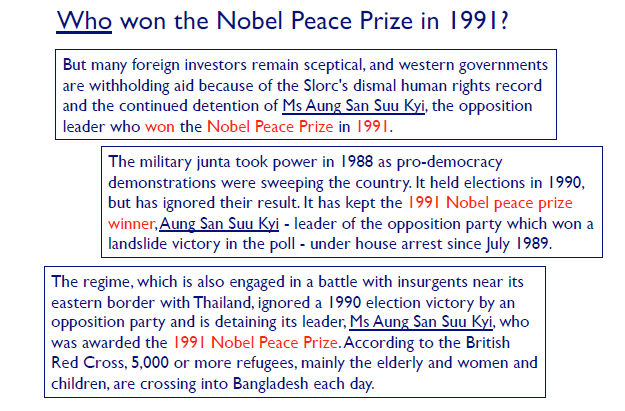 Who won the Nobel Peace Prize in 1991?
But many foreign investors remain sceptical, and western governments
are withholding aid because of the Slorc's dismal human rights record
and the continued detention of Ms Aung San Suu Kyi, the opposition
leader who won the Nobel Peace Prize in 1991.
The military junta took power in 1988 as pro-democracy
demonstrations were sweeping the country. It held elections in 1990,
but has ignored their result. It has kept the 1991 Nobel peace prize
winner, Aung San Suu Kyi - leader of the opposition party which won a
landslide victory in the poll - under house arrest since July 1989.
The regime, which is also engaged in a battle with insurgents near its
eastern border with Thailand, ignored a 1990 election victory by an
opposition party and is detaining its leader, Ms Aung San Suu Kyi, who
was awarded the 1991 Nobel Peace Prize. According to the British
Red Cross, 5,000 or more refugees, mainly the elderly and women and
children, are crossing into Bangladesh each day.